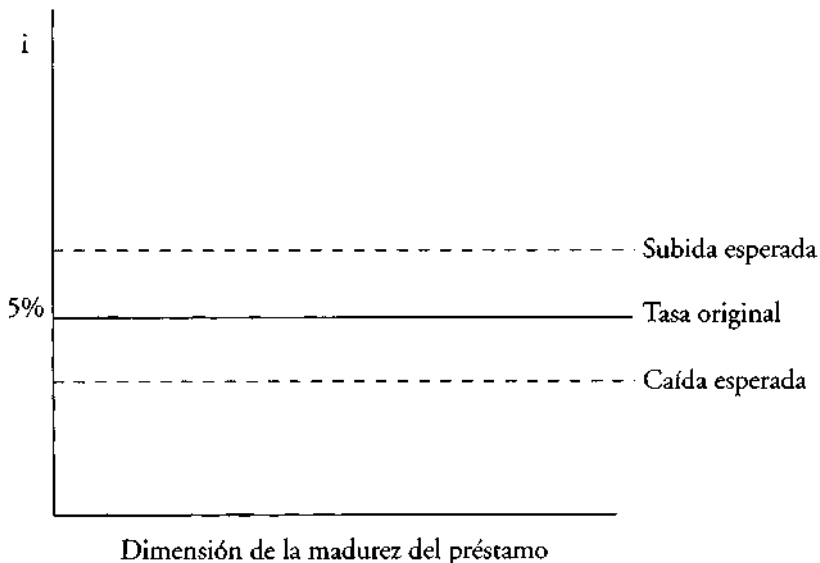 i
Subida esperada
5%
Tasa original
Caída esperada
Dimensión de la madurez del préstamo